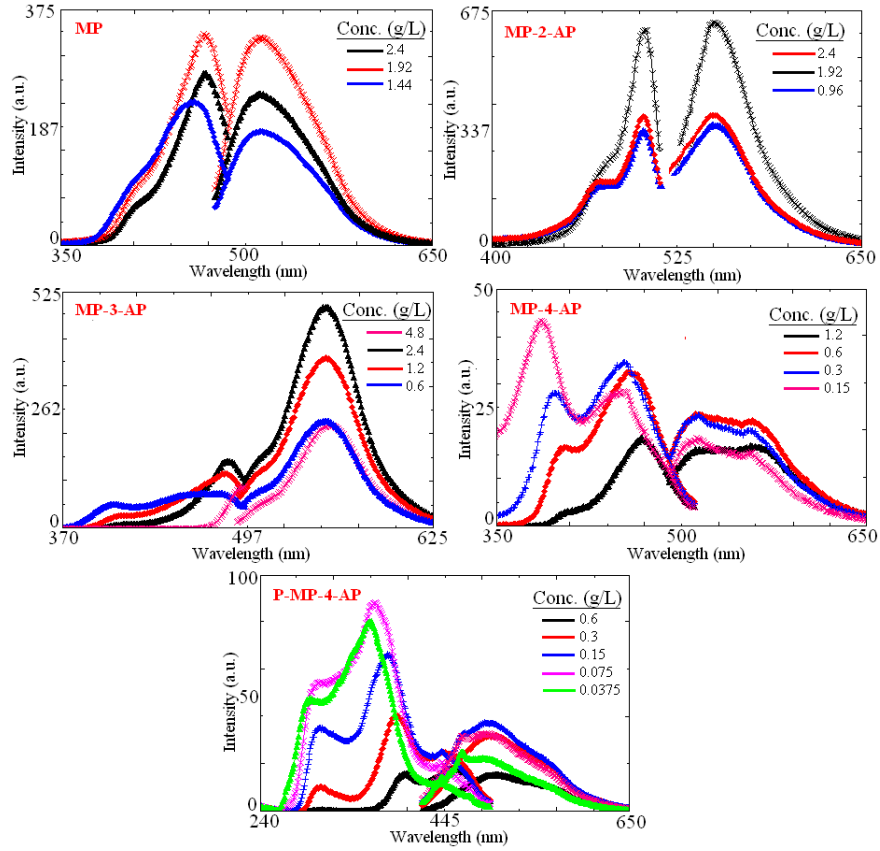 MP
Conc. (g/L)
2.4
1.92
1.44
375
187
0
350
500
650
Intensity (a.u.)
Wavelength (nm)
MP-2-AP
Conc. (g/L)
2.4
1.92
0.96
675
337
0
400
525
650
Intensity (a.u.)
Wavelength (nm)
MP-3-AP
Conc. (g/L)
4.8
2.4
1.2
0.6
525
262
0
370
497
625
Intensity (a.u.)
Wavelength (nm)
MP-4-AP
Conc. (g/L)
1.2
0.6
0.3
0.15
50
25
0
350
500
650
Intensity (a.u.)
Wavelength (nm)
P-MP-4-AP
Conc. (g/L)
0.6
0.3
0.15
0.075
0.0375
100
50
0
240
445
650
Intensity (a.u.)
Wavelength (nm)